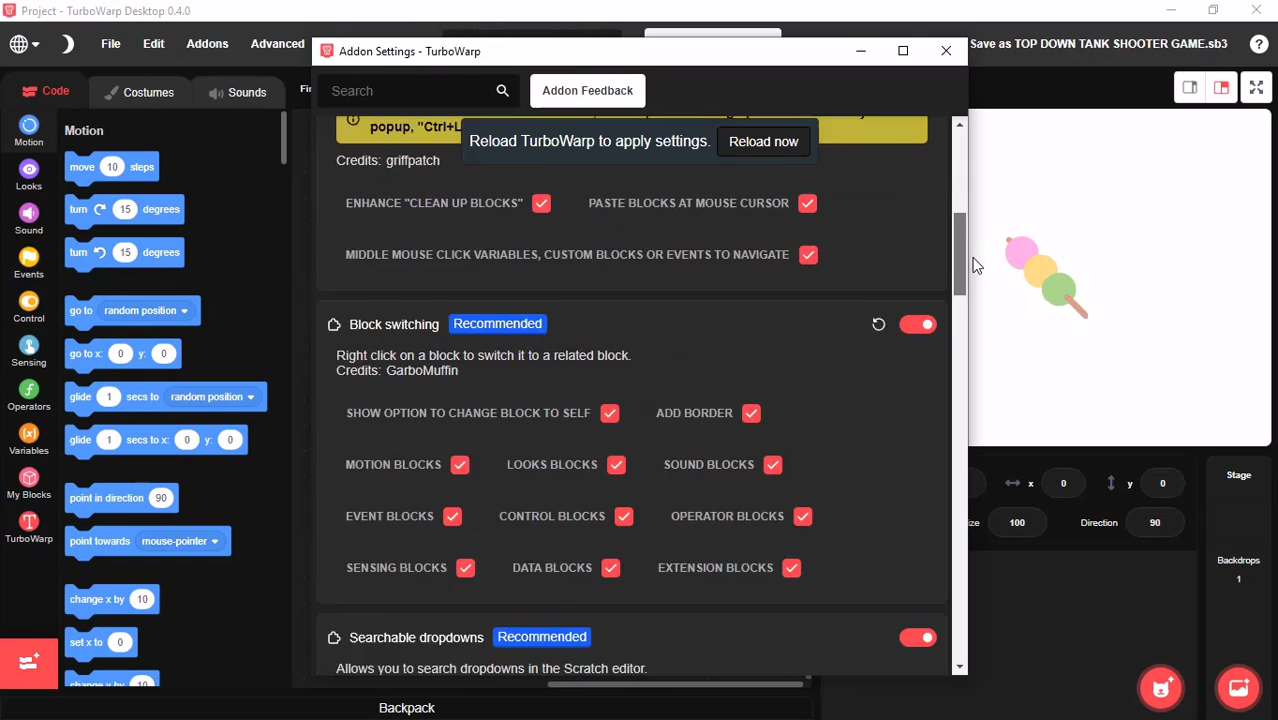 Project - TurboWarp Desktop 0.4.0
File
Edit
Addons
Advanced
Save as TOP DOWN TANK SHOOTER GAME.sb3
?
Addon Settings - TurboWarp
Search
Addon Feedback
Code
Costumes
Sounds
popup, "Ctrl+L
Reload TurboWarp to apply settings.
Reload now
Credits: griffpatch
ENHANCE "CLEAN UP BLOCKS"
PASTE BLOCKS AT MOUSE CURSOR
MIDDLE MOUSE CLICK VARIABLES, CUSTOM BLOCKS OR EVENTS TO NAVIGATE
Block switching
Recommended
Right click on a block to switch it to a related block.
Credits: GarboMuffin
SHOW OPTION TO CHANGE BLOCK TO SELF
ADD BORDER
MOTION BLOCKS
LOOKS BLOCKS
SOUND BLOCKS
EVENT BLOCKS
CONTROL BLOCKS
OPERATOR BLOCKS
SENSING BLOCKS
DATA BLOCKS
EXTENSION BLOCKS
Searchable dropdowns
Recommended
Allows you to search dropdowns in the Scratch editor.
Motion
Looks
Sound
Events
Control
Sensing
Operators
Variables
My Blocks
TurboWarp
Motion
move 10 steps
turn 15 degrees
turn 15 degrees
go to random position
go to x: 0 y: 0
glide 1 secs to random position
glide 1 secs to x: 0 y: 0
point in direction 90
point towards mouse-pointer
change x by 10
set x to 0
change y by 10
x 0
y 0
100
Direction 90
Stage
Backdrops
1
Backpack